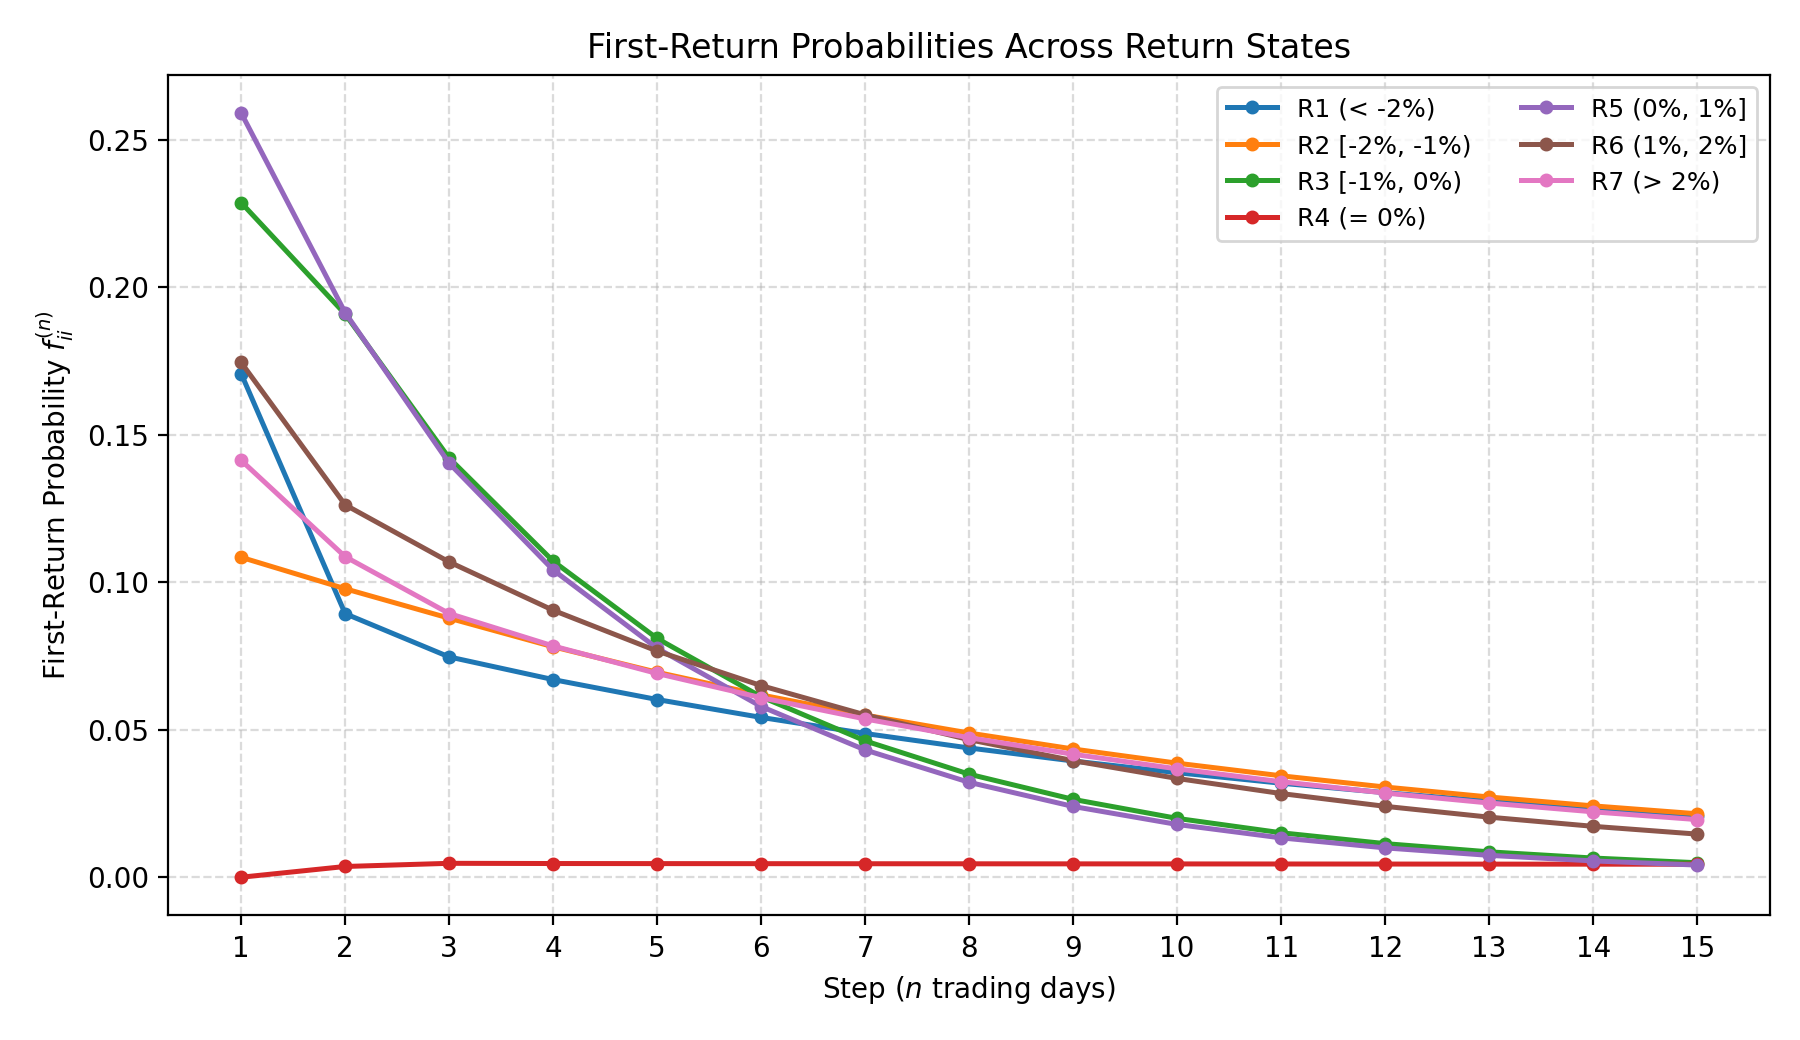 First-Return Probabilities Across Return States
First-Return Probability f_{ii}^{(n)}
0.25
0.20
0.15
0.10
0.05
0.00
R1 (< -2%)
R2 [-2%, -1%)
R3 [-1%, 0%)
R4 (= 0%)
R5 (0%, 1%]
R6 (1%, 2%]
R7 (> 2%)
1 2 3 4 5 6 7 8 9 10 11 12 13 14 15
Step (n trading days)